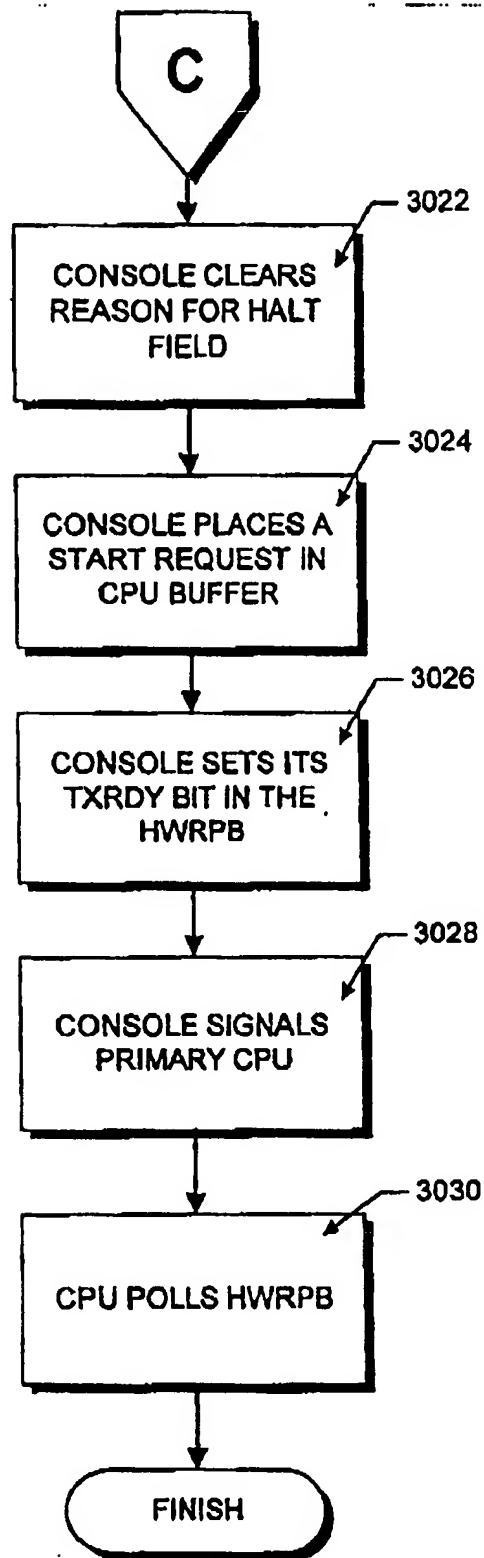 C
3022
CONSOLE CLEARS
REASON FOR HALT
FIELD
3024
CONSOLE PLACES A
START REQUEST IN
CPU BUFFER
3026
CONSOLE SETS ITS
TXRDY BIT IN THE
HWRPB
3028
CONSOLE SIGNALS
PRIMARY CPU
3030
CPU POLLS HWRPB
FINISH